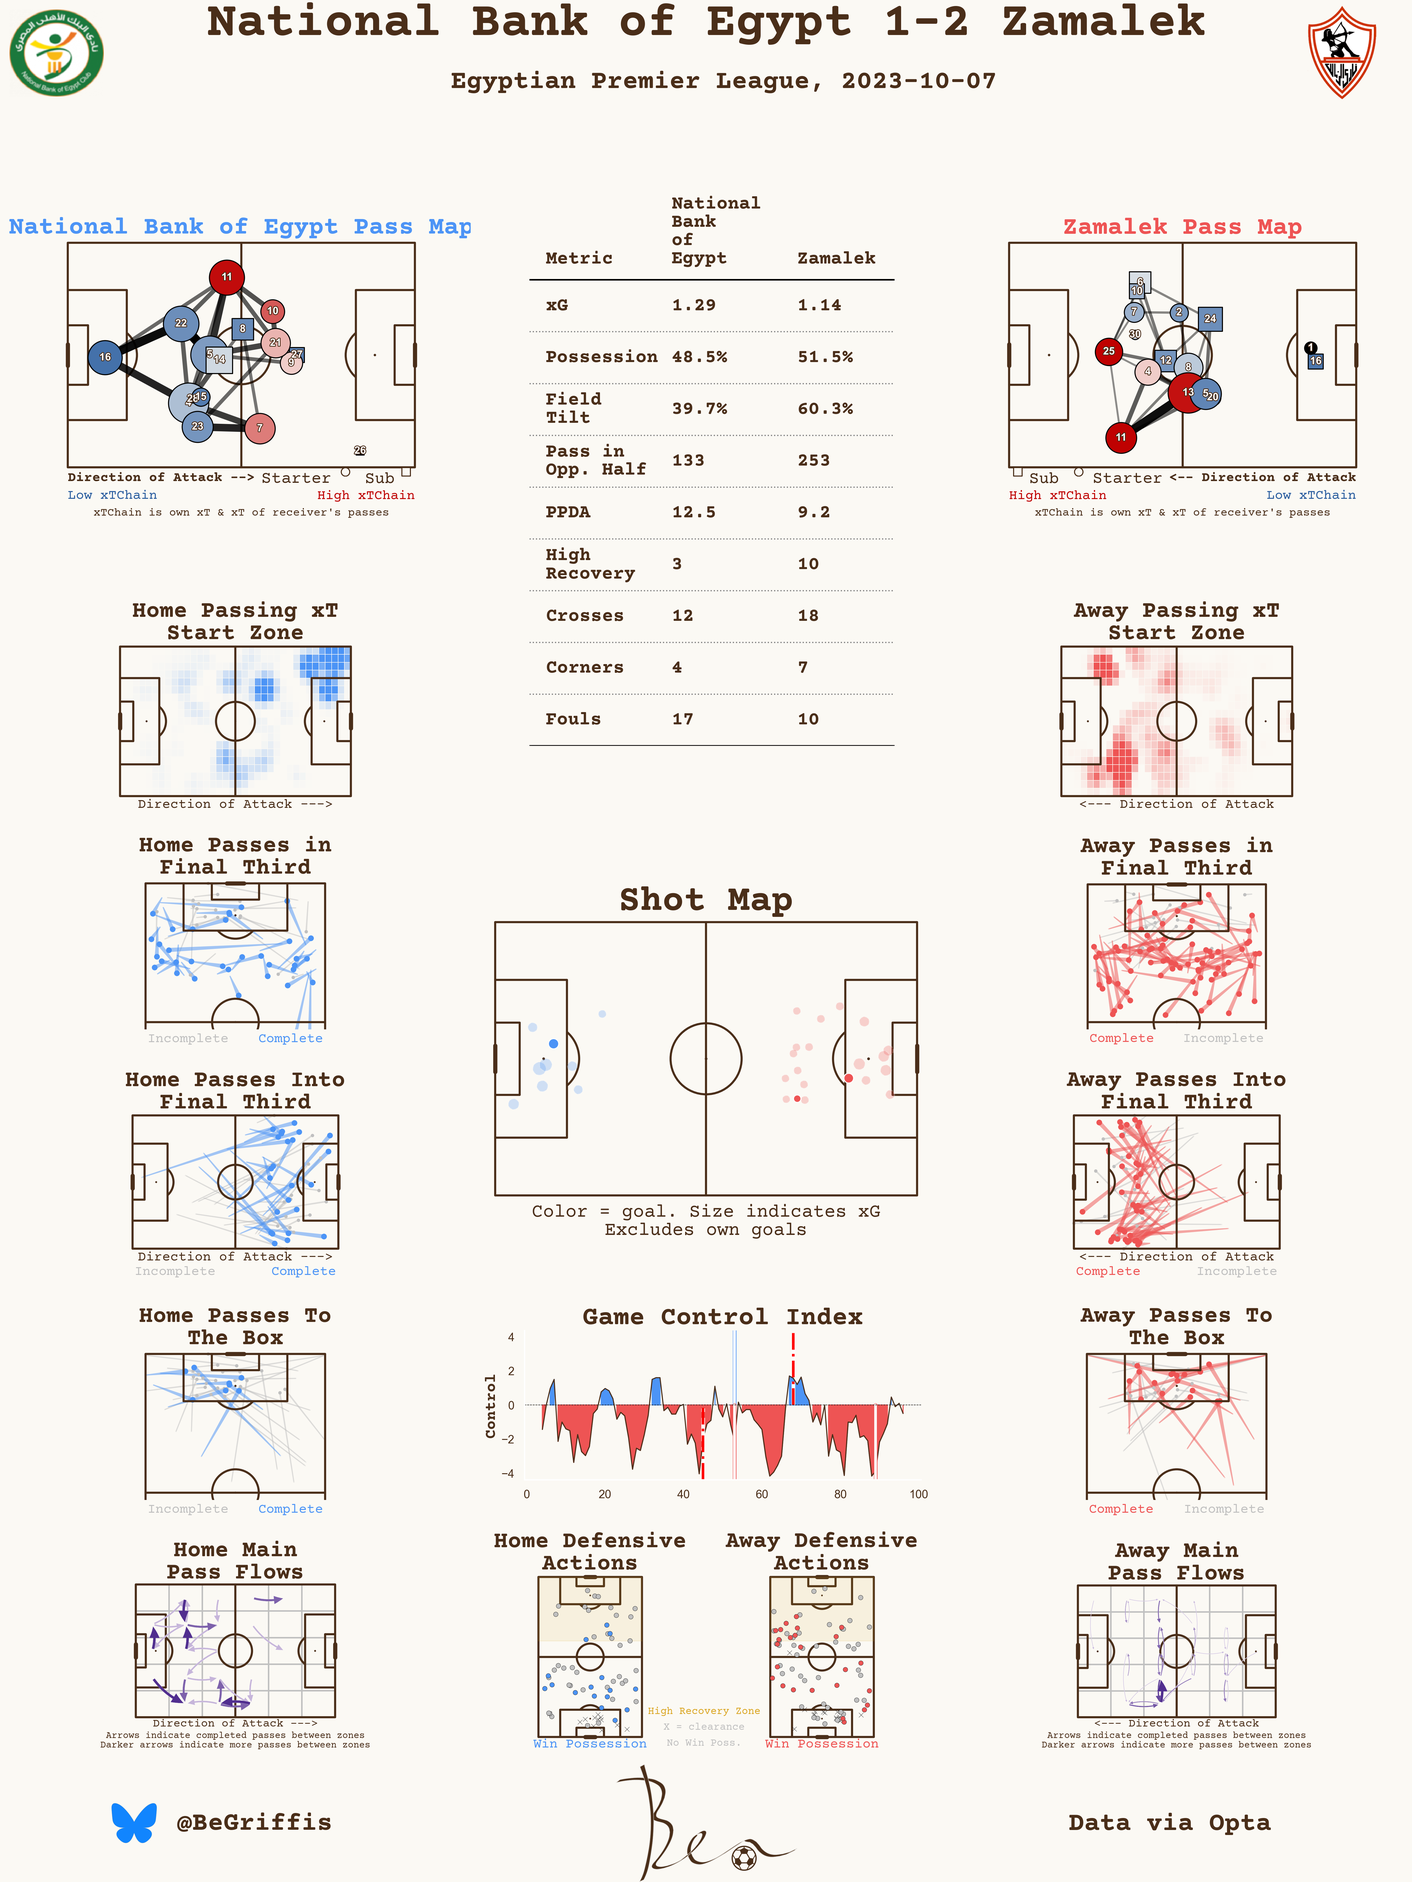 National Bank of Egypt 1-2 Zamalek
Egyptian Premier League, 2023-10-07
National Bank of Egypt Pass Map
11
10
22
8
21
16
5
14
27
9
15
23
7
26
Direction of Attack --> Starter Sub
Low xTChain High xTChain
xTChain is own xT & xT of receiver's passes
Metric National Bank of Egypt Zamalek
xG 1.29 1.14
Possession 48.5% 51.5%
Field Tilt 39.7% 60.3%
Pass in Opp. Half 133 253
PPDA 12.5 9.2
High Recovery 3 10
Crosses 12 18
Corners 4 7
Fouls 17 10
Zamalek Pass Map
6
10
7
2
24
30
25
12
4
8
13
5
20
11
1
16
Sub Starter <-- Direction of Attack
High xTChain Low xTChain
xTChain is own xT & xT of receiver's passes
Home Passing xT
Start Zone
Direction of Attack --->
Away Passing xT
Start Zone
<--- Direction of Attack
Home Passes in
Final Third
Incomplete Complete
Away Passes in
Final Third
Complete Incomplete
Shot Map
Color = goal. Size indicates xG
Excludes own goals
Home Passes Into
Final Third
Direction of Attack --->
Incomplete Complete
Away Passes Into
Final Third
<--- Direction of Attack
Complete Incomplete
Home Passes To
The Box
Incomplete Complete
Game Control Index
Control
4
2
0
−2
−4
0 20 40 60 80 100
Away Passes To
The Box
Complete Incomplete
Home Main
Pass Flows
Direction of Attack --->
Arrows indicate completed passes between zones
Darker arrows indicate more passes between zones
Home Defensive
Actions
Win Possession
Away Defensive
Actions
Win Possession
High Recovery Zone
X = clearance
No Win Poss.
Away Main
Pass Flows
<--- Direction of Attack
Arrows indicate completed passes between zones
Darker arrows indicate more passes between zones
@BeGriffis
Ben
Data via Opta